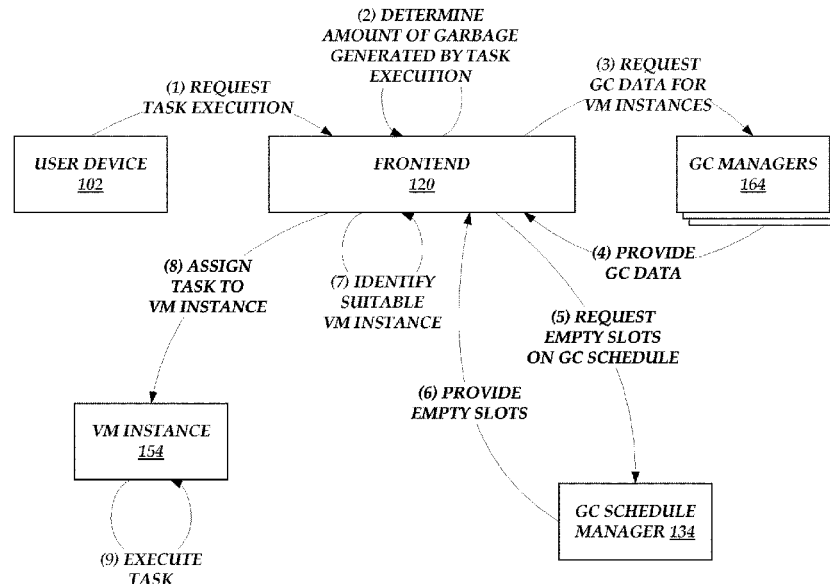 (2) DETERMINE
AMOUNT OF GARBAGE
GENERATED BY TASK
EXECUTION
(1) REQUEST
TASK EXECUTION
(3) REQUEST
GC DATA FOR
VM INSTANCES
USER DEVICE
102
FRONTEND
120
GC MANAGERS
164
(4) PROVIDE
GC DATA
(8) ASSIGN
TASK TO
VM INSTANCE
(7) IDENTIFY
SUITABLE
VM INSTANCE
(5) REQUEST
EMPTY SLOTS
ON GC SCHEDULE
(6) PROVIDE
EMPTY SLOTS
VM INSTANCE
154
GC SCHEDULE
MANAGER 134
(9) EXECUTE
TASK